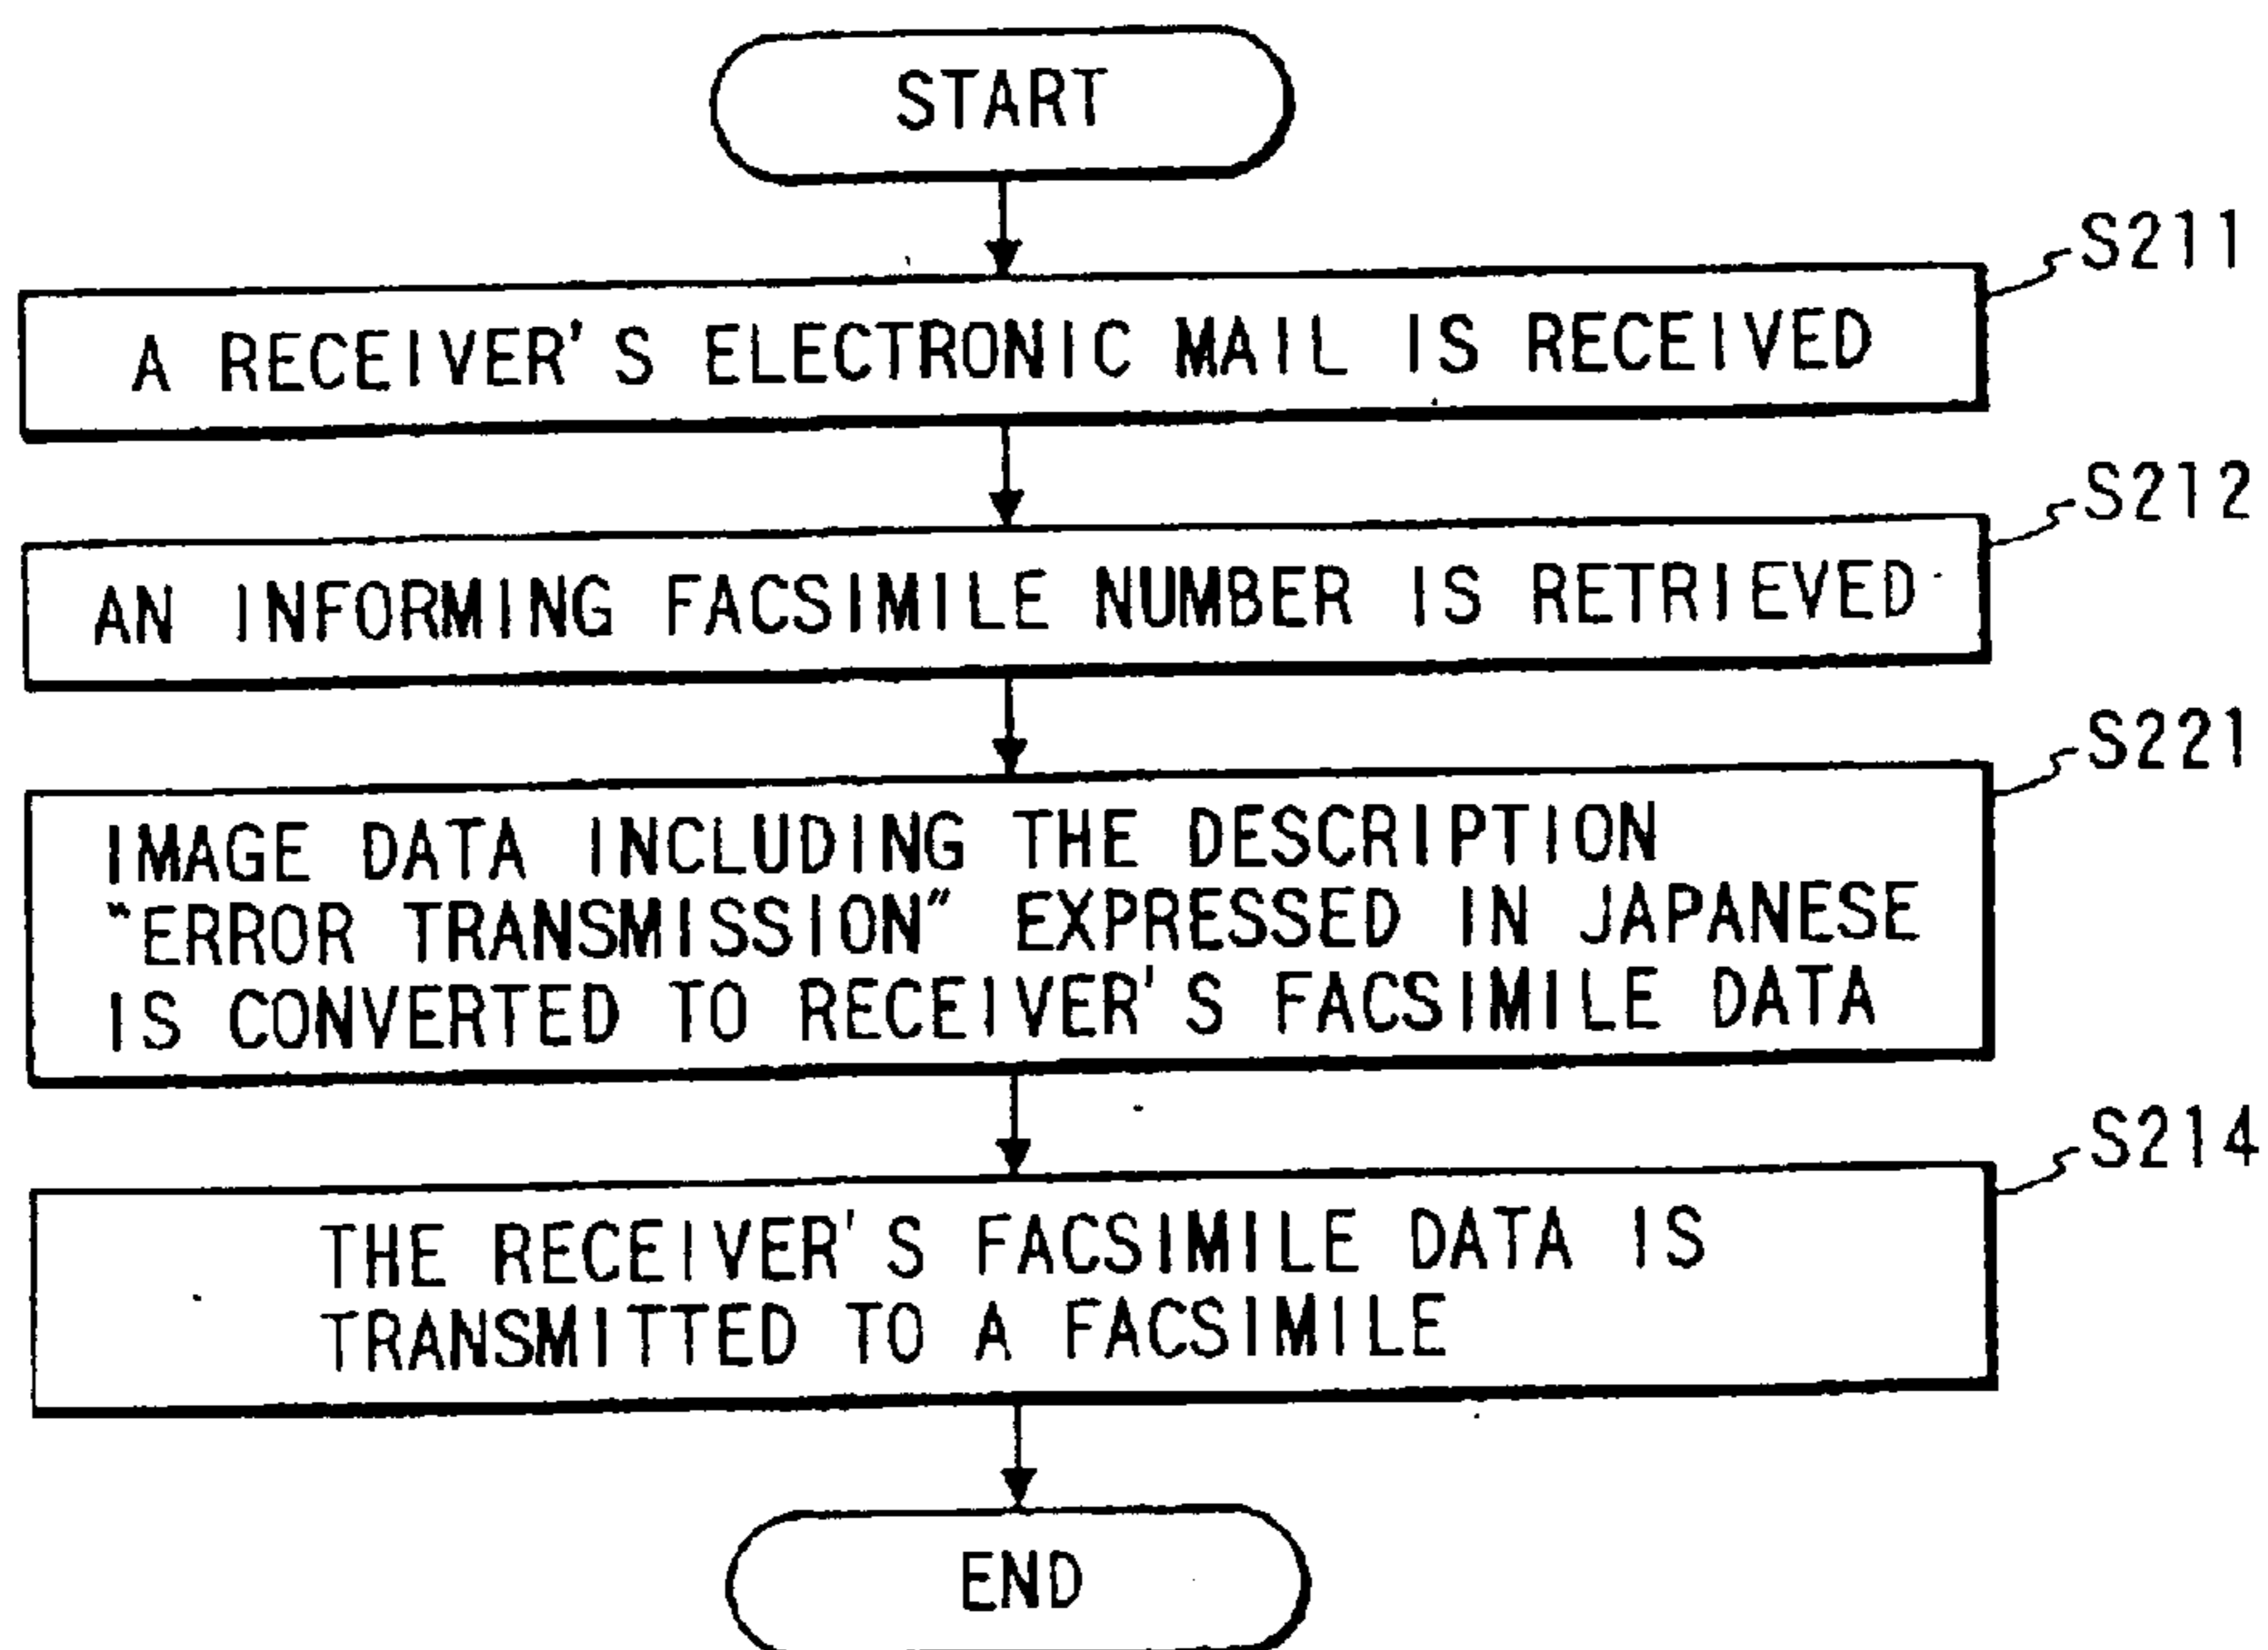 START
S211
A RECEIVER'S ELECTRONIC MAIL IS RECEIVED
S212
AN INFORMING FACSIMILE NUMBER IS RETRIEVED
S221
IMAGE DATA INCLUDING THE DESCRIPTION
"ERROR TRANSMISSION" EXPRESSED IN JAPANESE
IS CONVERTED TO RECEIVER'S FACSIMILE DATA
S214
THE RECEIVER'S FACSIMILE DATA IS
TRANSMITTED TO A FACSIMILE
END